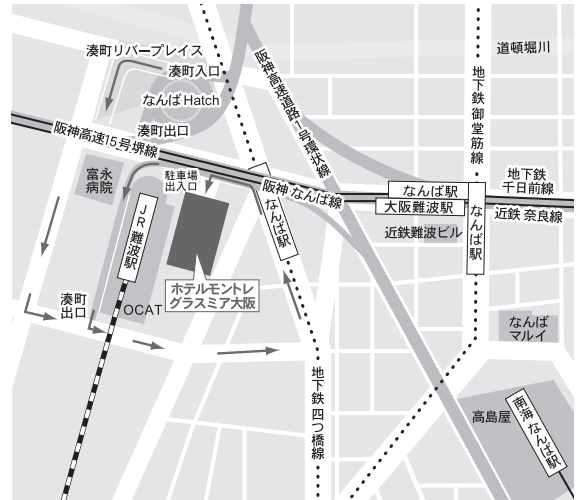 湊町リバープレイス
湊町入口
なんばHatch
湊町出口
阪神高速15号堺線
阪神高速道路1号環状線
道頓堀川
地下鉄御堂筋線
地下鉄
千日前線
近鉄 奈良線
富永
病院
駐車場
出入口
阪神 なんば線
なんば駅
大阪難波駅
近鉄難波ビル
なんば駅
なんば駅
JR 難波駅
ホテルモントレ
グラスミア大阪
湊町
出口
OCAT
なんば
マルイ
地下鉄 四つ橋線
高島屋
南海 なんば駅